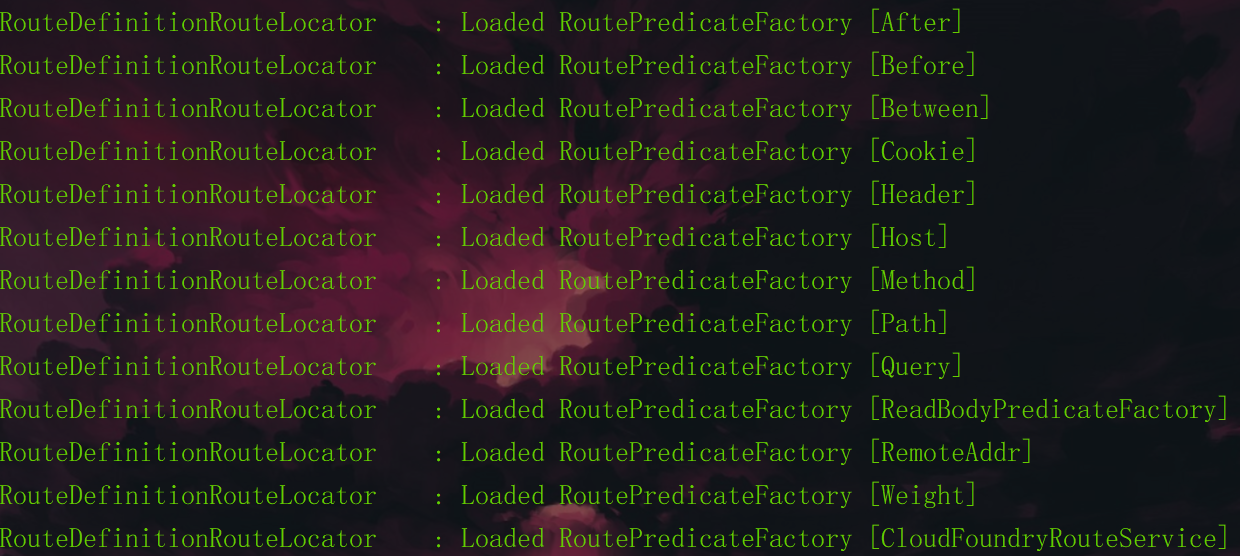 RouteDefinitionRouteLocator : Loaded RoutePredicateFactory [After]
RouteDefinitionRouteLocator : Loaded RoutePredicateFactory [Before]
RouteDefinitionRouteLocator : Loaded RoutePredicateFactory [Between]
RouteDefinitionRouteLocator : Loaded RoutePredicateFactory [Cookie]
RouteDefinitionRouteLocator : Loaded RoutePredicateFactory [Header]
RouteDefinitionRouteLocator : Loaded RoutePredicateFactory [Host]
RouteDefinitionRouteLocator : Loaded RoutePredicateFactory [Method]
RouteDefinitionRouteLocator : Loaded RoutePredicateFactory [Path]
RouteDefinitionRouteLocator : Loaded RoutePredicateFactory [Query]
RouteDefinitionRouteLocator : Loaded RoutePredicateFactory [ReadBodyPredicateFactory]
RouteDefinitionRouteLocator : Loaded RoutePredicateFactory [RemoteAddr]
RouteDefinitionRouteLocator : Loaded RoutePredicateFactory [Weight]
RouteDefinitionRouteLocator : Loaded RoutePredicateFactory [CloudFoundryRouteService]